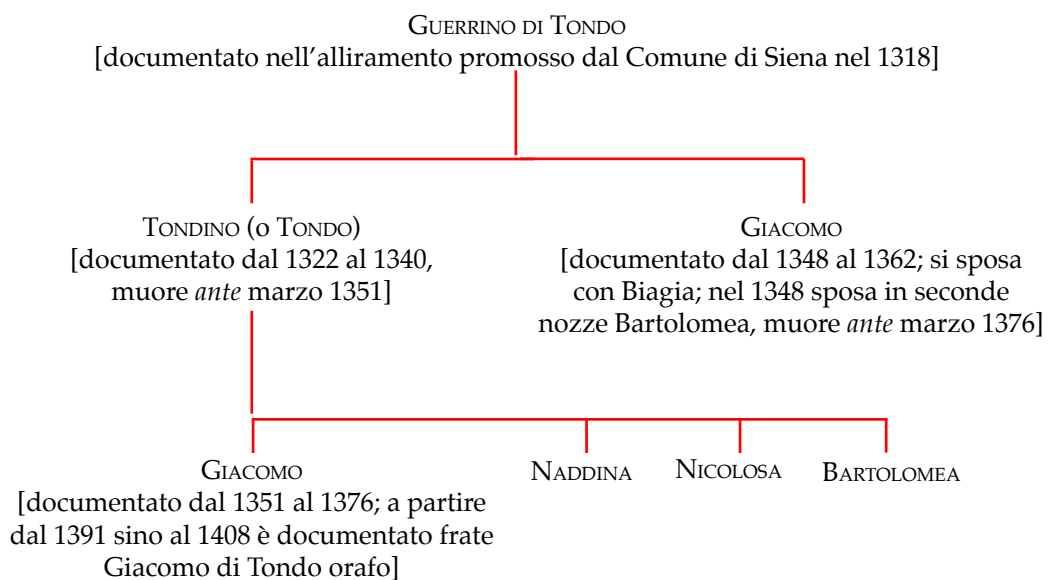 Guerrino di Tondo
[documentato nell'alliramento promosso dal Comune di Siena nel 1318]
Tondino (o Tondo)
[documentato dal 1322 al 1340,
muore ante marzo 1351]
Giacomo
[documentato dal 1348 al 1362; si sposa
con Biagia; nel 1348 sposa in seconde
nozze Bartolomea, muore ante marzo 1376]
Giacomo
[documentato dal 1351 al 1376; a partire
dal 1391 sino al 1408 è documentato frate
Giacomo di Tondo orafo]
Naddina
Nicolosa
Bartolomea